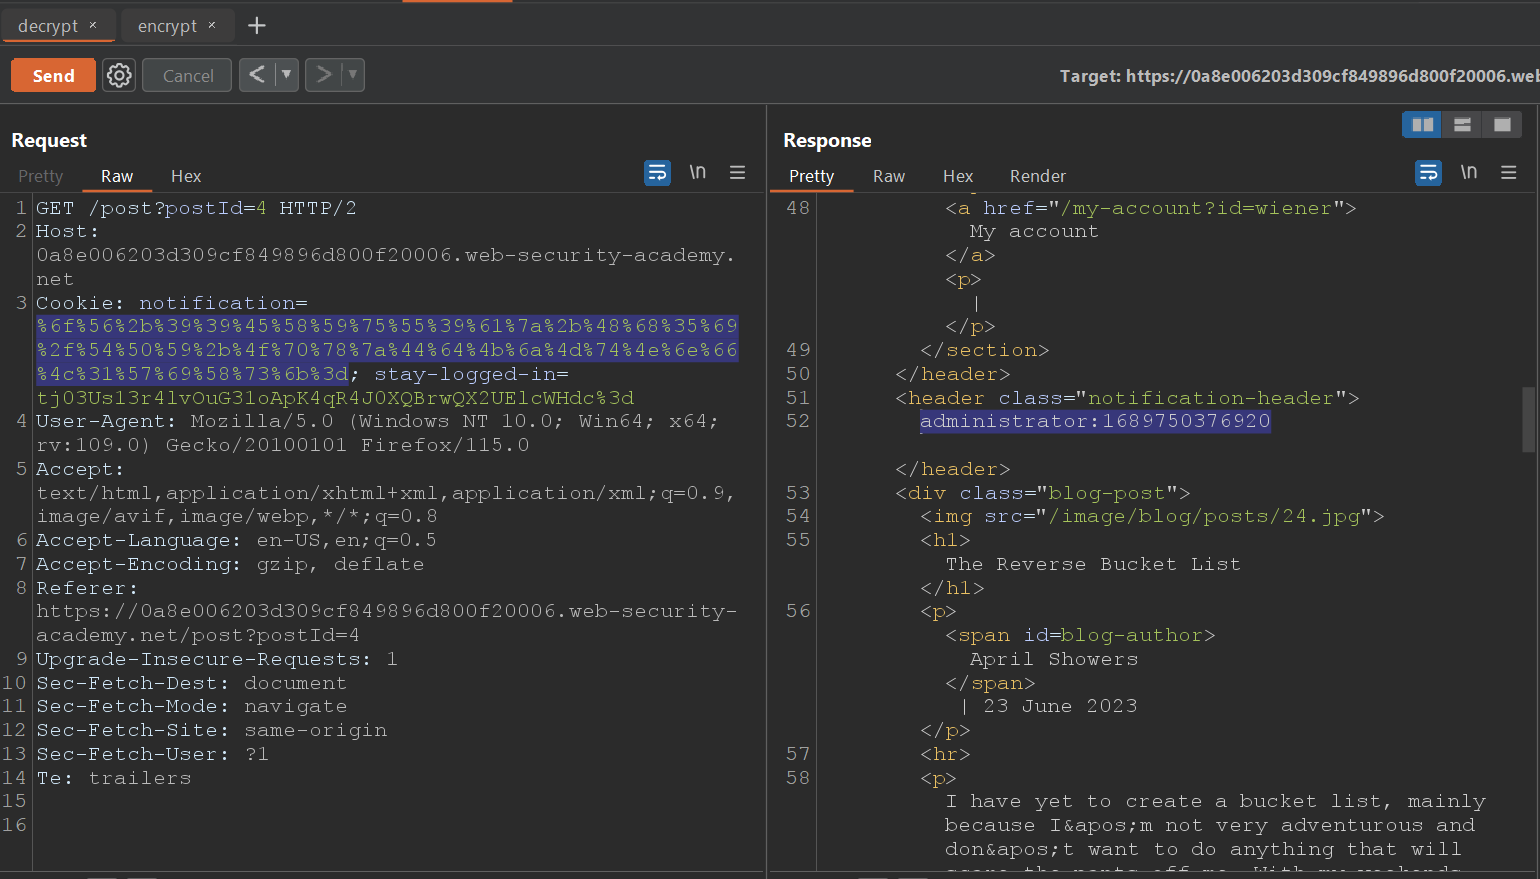 decrypt ×
encrypt ×
+
Send
Cancel
< ▼
> ▼
Target: https://0a8e006203d309cf849896d800f20006.web
Request
Response
Pretty
Raw
Hex
\n
Pretty
Raw
Hex
Render
\n
1 GET /post?postId=4 HTTP/2
2 Host:
0a8e006203d309cf849896d800f20006.web-security-academy.
net
3 Cookie: notification=
%6f%56%2b%39%39%45%58%59%75%55%39%61%7a%2b%48%68%35%69
%2f%54%50%59%2b%4f%70%78%7a%44%64%4b%6a%4d%74%4e%6e%66
%4c%31%57%69%58%73%6b%3d; stay-logged-in=
tj03Us13r4lvOuG31oApK4qR4J0XQBrwQX2UElcWHdc%3d
4 User-Agent: Mozilla/5.0 (Windows NT 10.0; Win64; x64;
rv:109.0) Gecko/20100101 Firefox/115.0
5 Accept:
text/html,application/xhtml+xml,application/xml;q=0.9,
image/avif,image/webp,*/*;q=0.8
6 Accept-Language: en-US,en;q=0.5
7 Accept-Encoding: gzip, deflate
8 Referer:
https://0a8e006203d309cf849896d800f20006.web-security-
academy.net/post?postId=4
9 Upgrade-Insecure-Requests: 1
10 Sec-Fetch-Dest: document
11 Sec-Fetch-Mode: navigate
12 Sec-Fetch-Site: same-origin
13 Sec-Fetch-User: ?1
14 Te: trailers
15
16
48 <a href="/my-account?id=wiener">
My account
</a>
<p>
|
</p>
49 </section>
50 </header>
51 <header class="notification-header">
52 administrator:1689750376920
</header>
53 <div class="blog-post">
54 <img src="/image/blog/posts/24.jpg">
55 <h1>
The Reverse Bucket List
</h1>
56 <p>
<span id=blog-author>
April Showers
</span>
| 23 June 2023
</p>
57 <hr>
58 <p>
I have yet to create a bucket list, mainly
because I&apos;m not very adventurous and
don&apos;t want to do anything that will